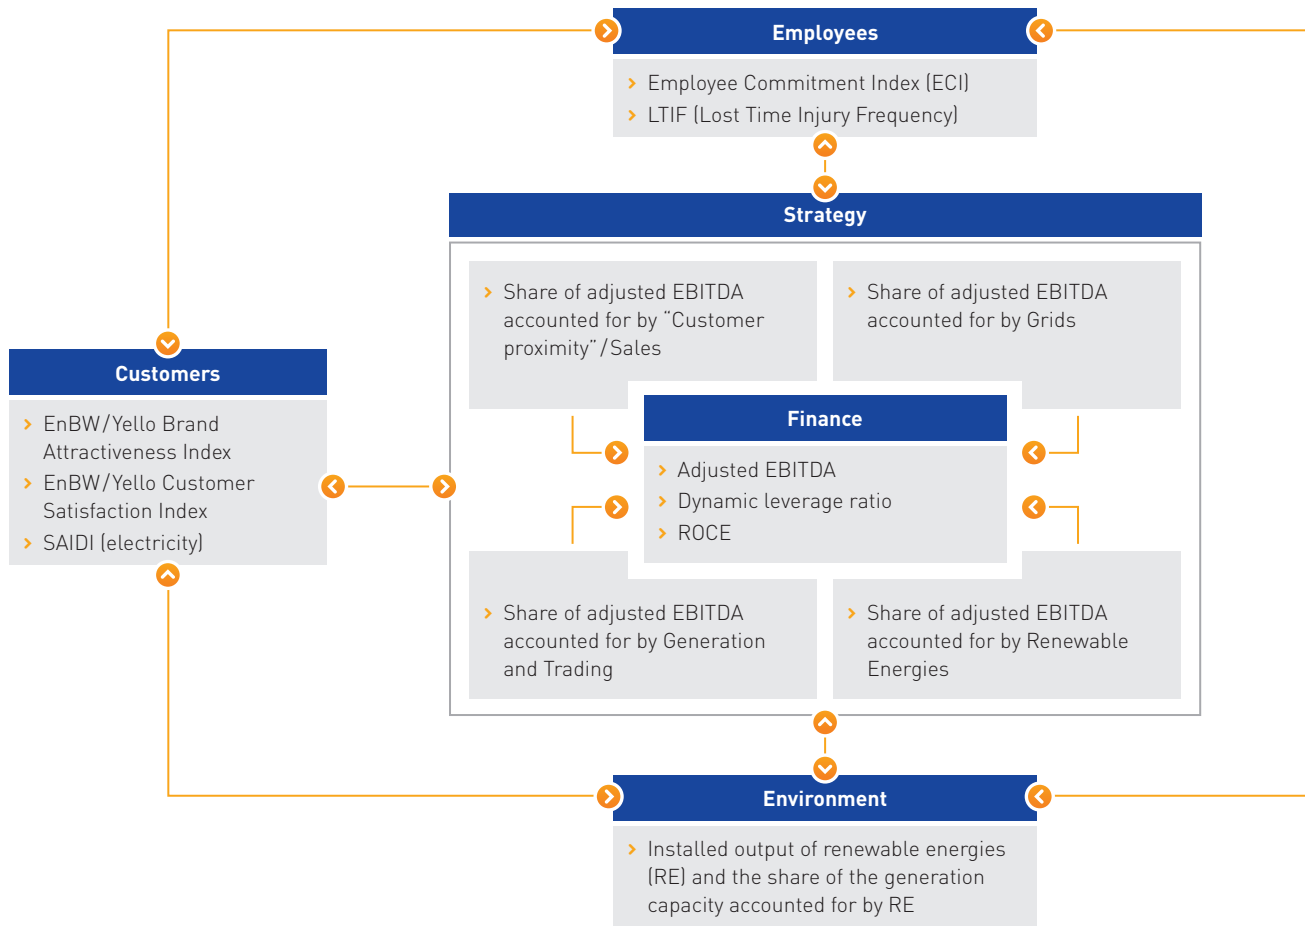 Employees
Employee Commitment Index (ECI)
LTIF (Lost Time Injury Frequency)
Strategy
Share of adjusted EBITDA
accounted for by “Customer
proximity”/Sales
Share of adjusted EBITDA
accounted for by Grids
Customers
EnBW/Yello Brand
Attractiveness Index
EnBW/Yello Customer
Satisfaction Index
SAIDI (electricity)
Finance
Adjusted EBITDA
Dynamic leverage ratio
ROCE
Share of adjusted EBITDA
accounted for by Generation
and Trading
Share of adjusted EBITDA
accounted for by Renewable
Energies
Environment
Installed output of renewable energies
(RE) and the share of the generation
capacity accounted for by RE